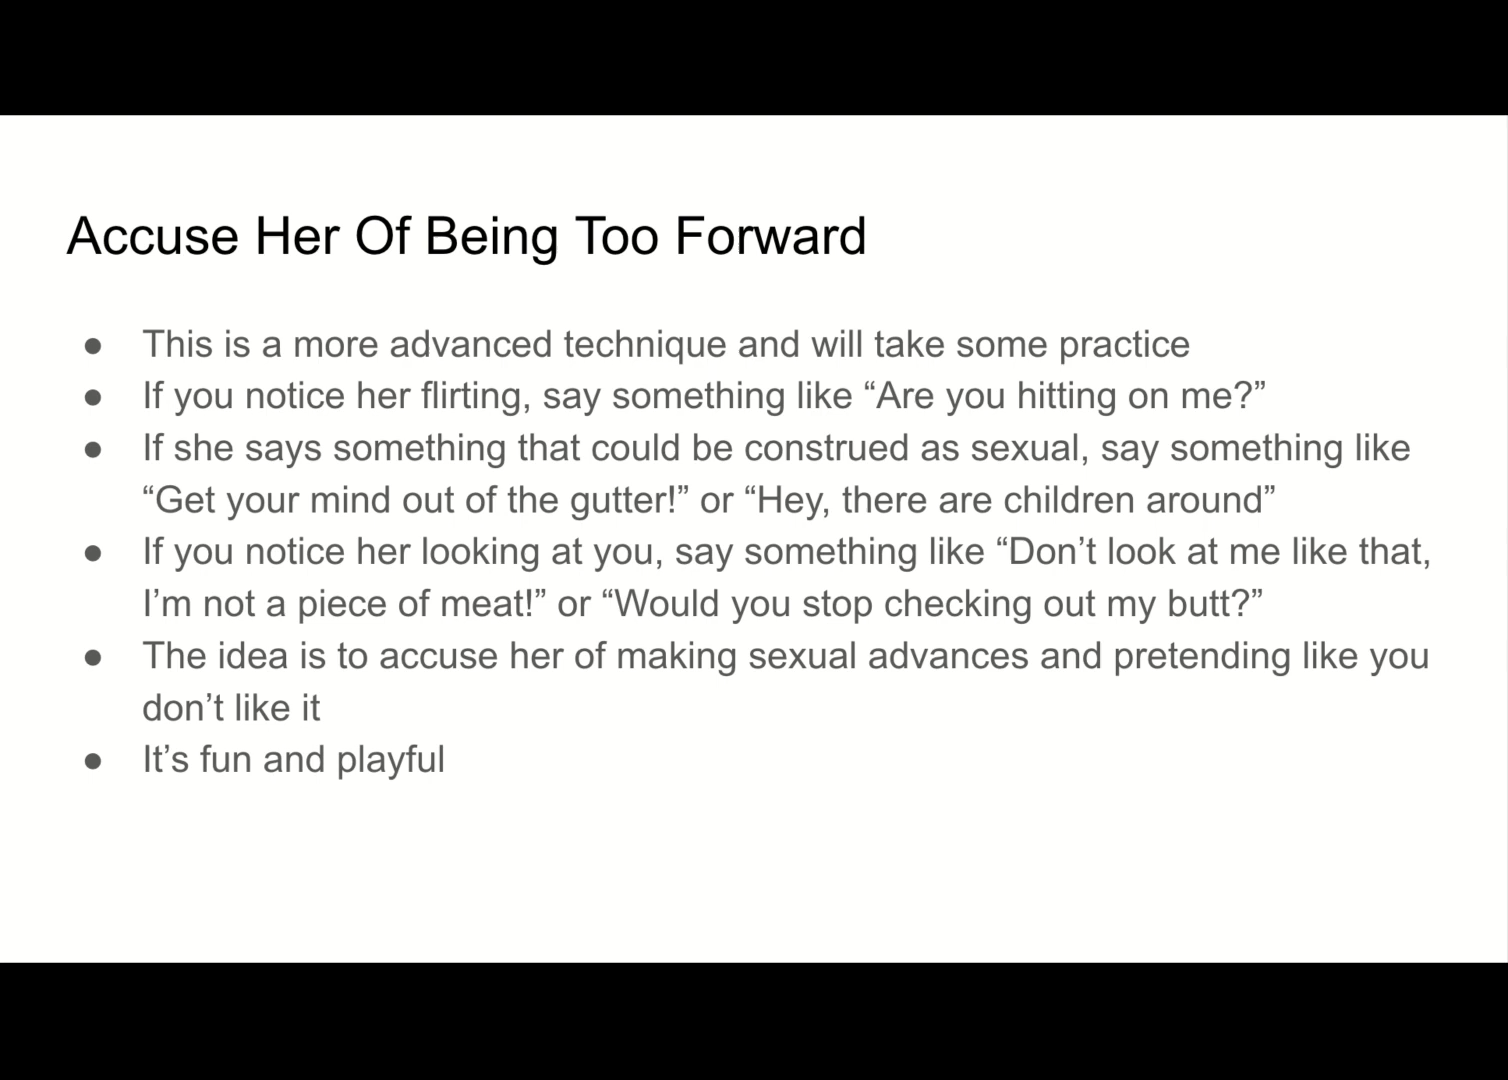 Accuse Her Of Being Too Forward
● This is a more advanced technique and will take some practice
● If you notice her flirting, say something like “Are you hitting on me?”
● If she says something that could be construed as sexual, say something like
“Get your mind out of the gutter!” or “Hey, there are children around”
● If you notice her looking at you, say something like “Don’t look at me like that,
I’m not a piece of meat!” or “Would you stop checking out my butt?”
● The idea is to accuse her of making sexual advances and pretending like you
don’t like it
● It’s fun and playful